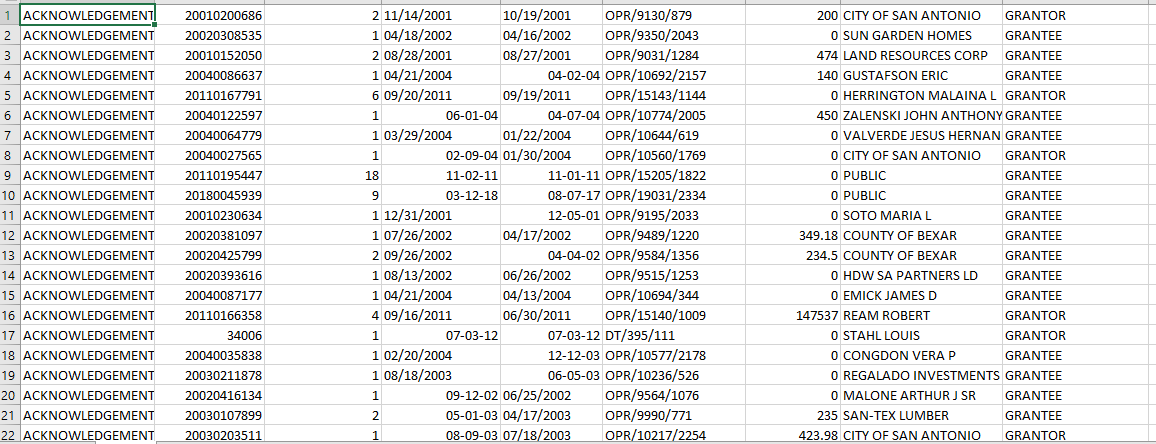 1 ACKNOWLEDGEMENT 20010200686 2 11/14/2001 10/19/2001 OPR/9130/879 200 CITY OF SAN ANTONIO GRANTOR
2 ACKNOWLEDGEMENT 20020308535 1 04/18/2002 04/16/2002 OPR/9350/2043 0 SUN GARDEN HOMES GRANTEE
3 ACKNOWLEDGEMENT 20010152050 2 08/28/2001 08/27/2001 OPR/9031/1284 474 LAND RESOURCES CORP GRANTEE
4 ACKNOWLEDGEMENT 20040086637 1 04/21/2004 04-02-04 OPR/10692/2157 140 GUSTAFSON ERIC GRANTEE
5 ACKNOWLEDGEMENT 20110167791 6 09/20/2011 09/19/2011 OPR/15143/1144 0 HERRINGTON MALAINA L GRANTOR
6 ACKNOWLEDGEMENT 20040122597 1 06-01-04 04-07-04 OPR/10774/2005 450 ZALENSKI JOHN ANTHONY GRANTEE
7 ACKNOWLEDGEMENT 20040064779 1 03/29/2004 01/22/2004 OPR/10644/619 0 VALVERDE JESUS HERNAN GRANTOR
8 ACKNOWLEDGEMENT 20040027565 1 02-09-04 01/30/2004 OPR/10560/1769 0 CITY OF SAN ANTONIO GRANTOR
9 ACKNOWLEDGEMENT 20110195447 18 11-02-11 11-01-11 OPR/15205/1822 0 PUBLIC GRANTEE
10 ACKNOWLEDGEMENT 20180045939 9 03-12-18 08-07-17 OPR/19031/2334 0 PUBLIC GRANTEE
11 ACKNOWLEDGEMENT 20010230634 1 12/31/2001 12-05-01 OPR/9195/2033 0 SOTO MARIA L GRANTEE
12 ACKNOWLEDGEMENT 20020381097 1 07/26/2002 04/17/2002 OPR/9489/1220 349.18 COUNTY OF BEXAR GRANTEE
13 ACKNOWLEDGEMENT 20020425799 2 09/26/2002 04-04-02 OPR/9584/1356 234.5 COUNTY OF BEXAR GRANTEE
14 ACKNOWLEDGEMENT 20020393616 1 08/13/2002 06/26/2002 OPR/9515/1253 0 HDW SA PARTNERS LD GRANTEE
15 ACKNOWLEDGEMENT 20040087177 1 04/21/2004 04/13/2004 OPR/10694/344 0 EMICK JAMES D GRANTEE
16 ACKNOWLEDGEMENT 20110166358 4 09/16/2011 06/30/2011 OPR/15140/1009 147537 REAM ROBERT GRANTOR
17 ACKNOWLEDGEMENT 34006 1 07-03-12 07-03-12 DT/395/111 0 STAHL LOUIS GRANTOR
18 ACKNOWLEDGEMENT 20040035838 1 02/20/2004 12-12-03 OPR/10577/2178 0 CONGDON VERA P GRANTEE
19 ACKNOWLEDGEMENT 20030211878 1 08/18/2003 06-05-03 OPR/10236/526 0 REGALADO INVESTMENTS GRANTEE
20 ACKNOWLEDGEMENT 20020416134 1 09-12-02 06/25/2002 OPR/9564/1076 0 MALONE ARTHUR J SR GRANTEE
21 ACKNOWLEDGEMENT 20030107899 2 05-01-03 04/17/2003 OPR/9990/771 235 SAN-TEX LUMBER GRANTEE
22 ACKNOWLEDGEMENT 20030203511 1 08-09-03 07/18/2003 OPR/10217/2254 423.98 CITY OF SAN ANTONIO GRANTOR